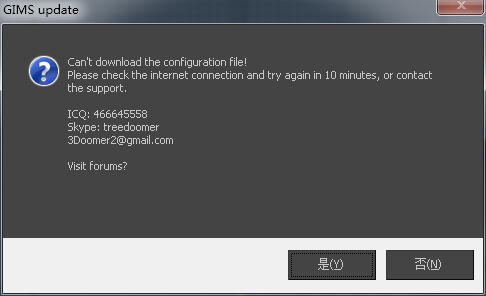 GIMS update
Can't download the configuration file!
Please check the internet connection and try again in 10 minutes, or contact
the support.
ICQ: 466645558
Skype: treedoomer
3Doomer2@gmail.com
Visit forums?
是(Y)
否(N)